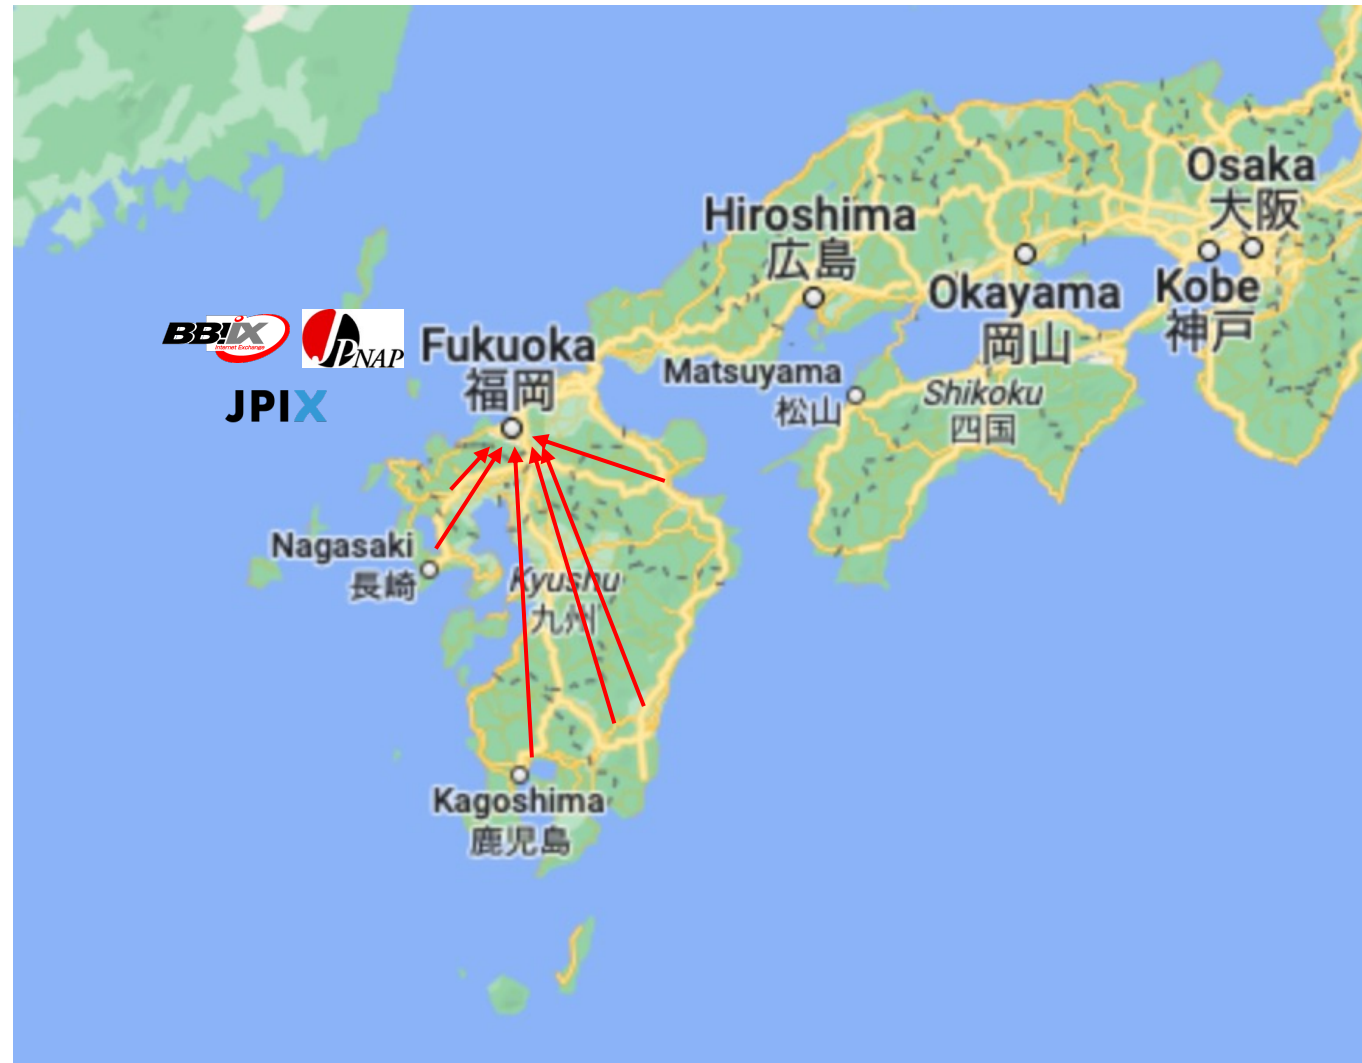 Osaka
大阪
Hiroshima
広島
Okayama
岡山
Kobe
神戸
BB!X
Internet Exchange
JPNAP
JPIX
Fukuoka
福岡
Matsuyama
松山
Shikoku
四国
Nagasaki
長崎
Kyushu
九州
Kagoshima
鹿児島